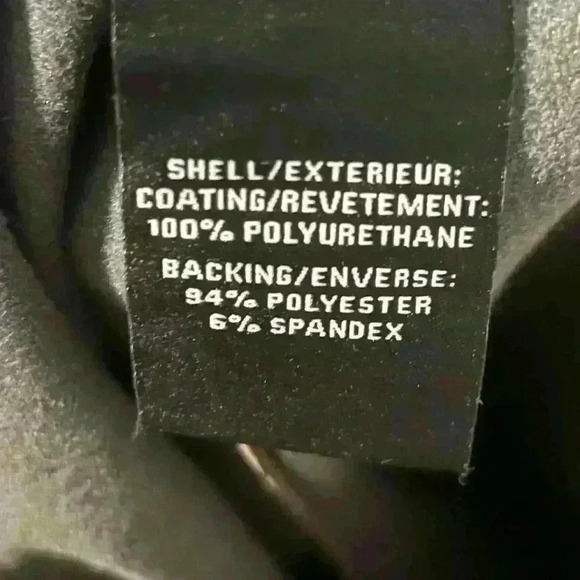 SHELL/EXTERIEUR:
COATING/REVETEMENT:
100% POLYURETHANE
BACKING/ENVERSE:
94% POLYESTER
6% SPANDEX